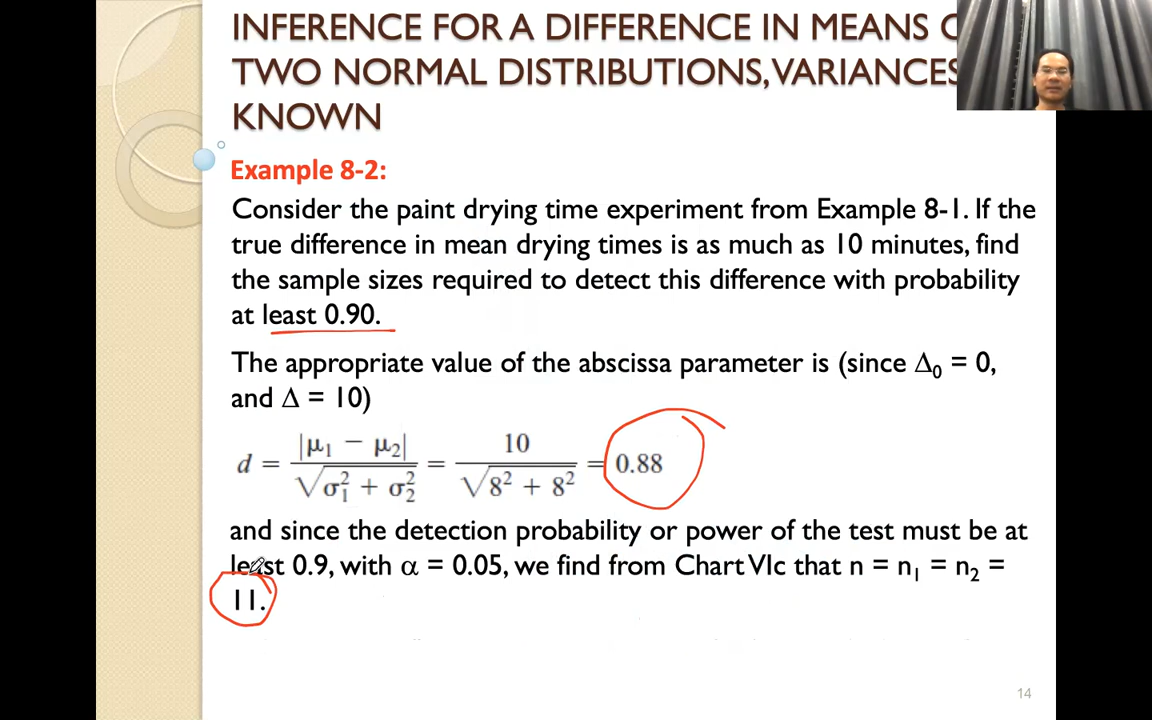 INFERENCE FOR A DIFFERENCE IN MEANS
TWO NORMAL DISTRIBUTIONS, VARIANCES
KNOWN
Example 8-2:
Consider the paint drying time experiment from Example 8-1. If the
true difference in mean drying times is as much as 10 minutes, find
the sample sizes required to detect this difference with probability
at least 0.90.
The appropriate value of the abscissa parameter is (since Δ₀ = 0,
and Δ = 10)
d = |μ₁ − μ₂| / √σ₁² + σ₂² = 10 / √8² + 8² = 0.88
and since the detection probability or power of the test must be at
least 0.9, with α = 0.05, we find from Chart VIc that n = n₁ = n₂ =
11.
14